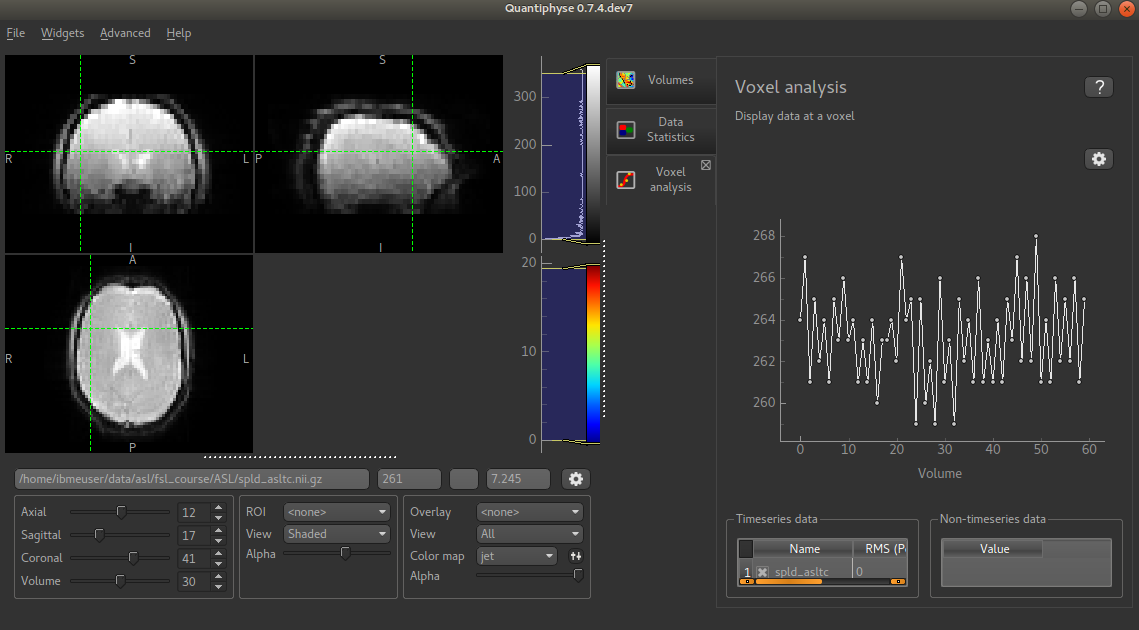 Quantiphyse 0.7.4.dev7
File Widgets Advanced Help
S
R
L
I
S
P
A
I
A
R
L
P
300
200
100
0
20
10
0
Volumes
Data
Statistics
Voxel
analysis
Voxel analysis
?
Display data at a voxel
268
266
264
262
260
0 10 20 30 40 50 60
Volume
/home/ibmeuser/data/asl/fsl_course/ASL/spld_asltc.nii.gz 261 7.245
Axial 12
Sagittal 17
Coronal 41
Volume 30
ROI <none>
View Shaded
Alpha
Overlay <none>
View All
Color map jet
Alpha
Timeseries data
Name RMS (Po
1 spld_asltc 0
Non-timeseries data
Value